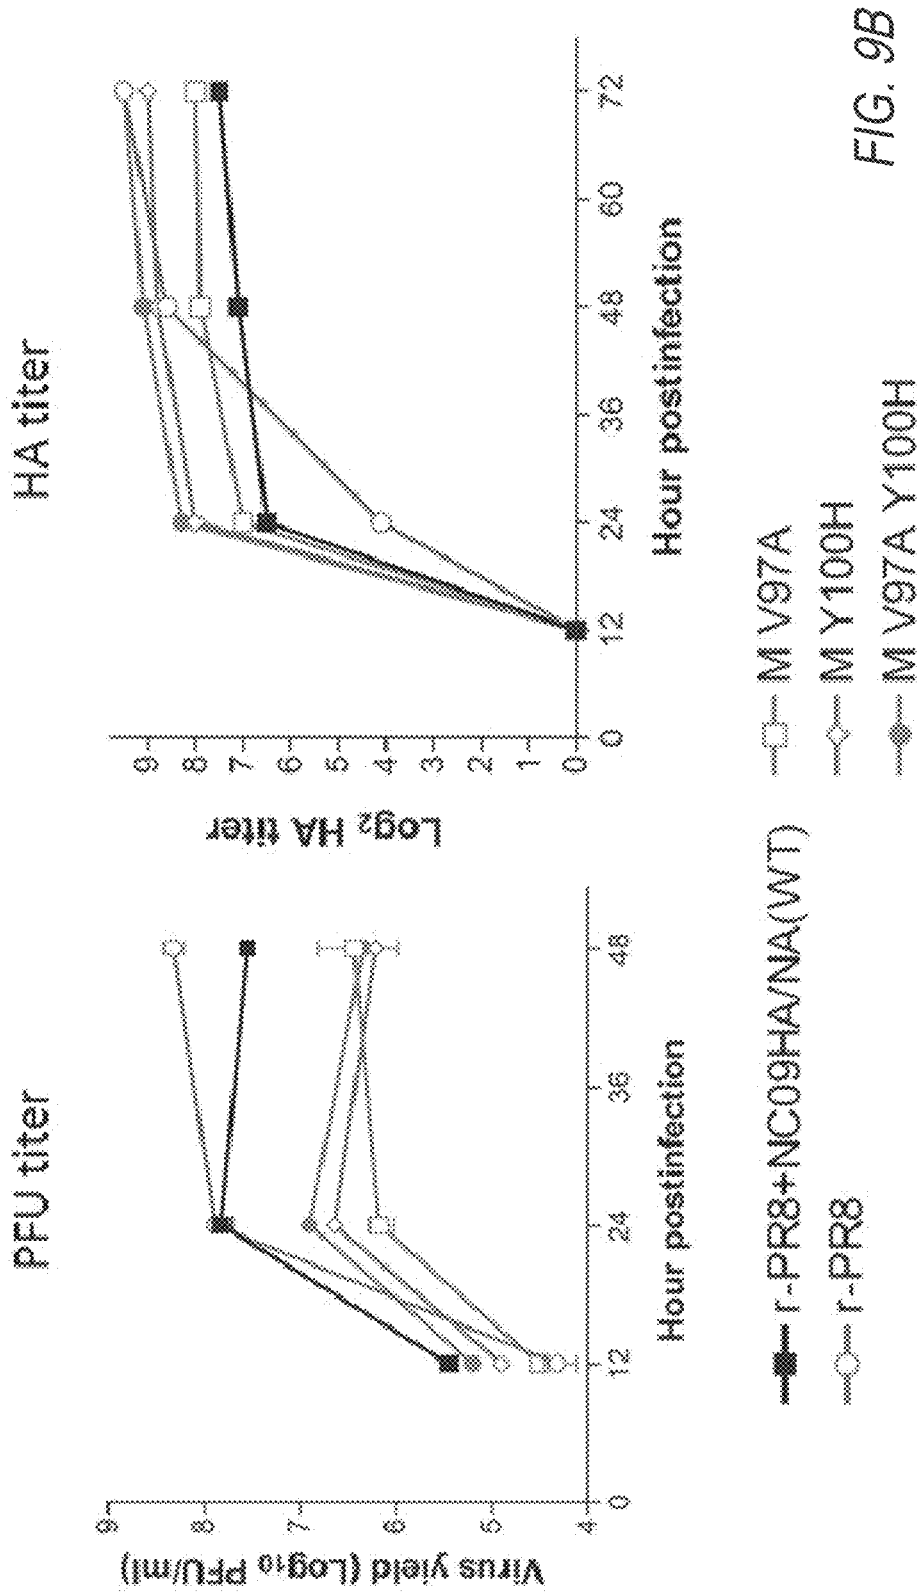 PFU titer
Virus yield (Log10 PFU/ml)
9
8
7
6
5
4
0
12
24
36
48
Hour postinfection
HA titer
Log2 HA titer
9
8
7
6
5
4
3
2
1
0
0
12
24
36
48
60
72
Hour postinfection
r-PR8+NC09HA/NA(WT)
r-PR8
M V97A
M Y100H
M V97A Y100H
FIG. 9B